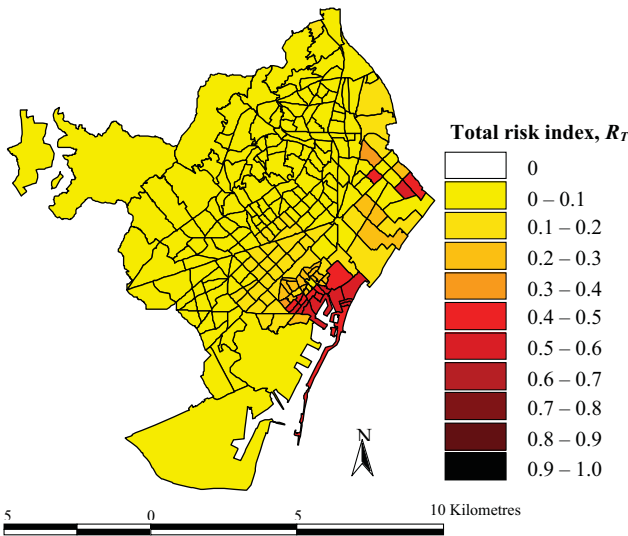 Total risk index, R_T
0
0 – 0.1
0.1 – 0.2
0.2 – 0.3
0.3 – 0.4
0.4 – 0.5
0.5 – 0.6
0.6 – 0.7
0.7 – 0.8
0.8 – 0.9
0.9 – 1.0
N
5 0 5 10 Kilometres